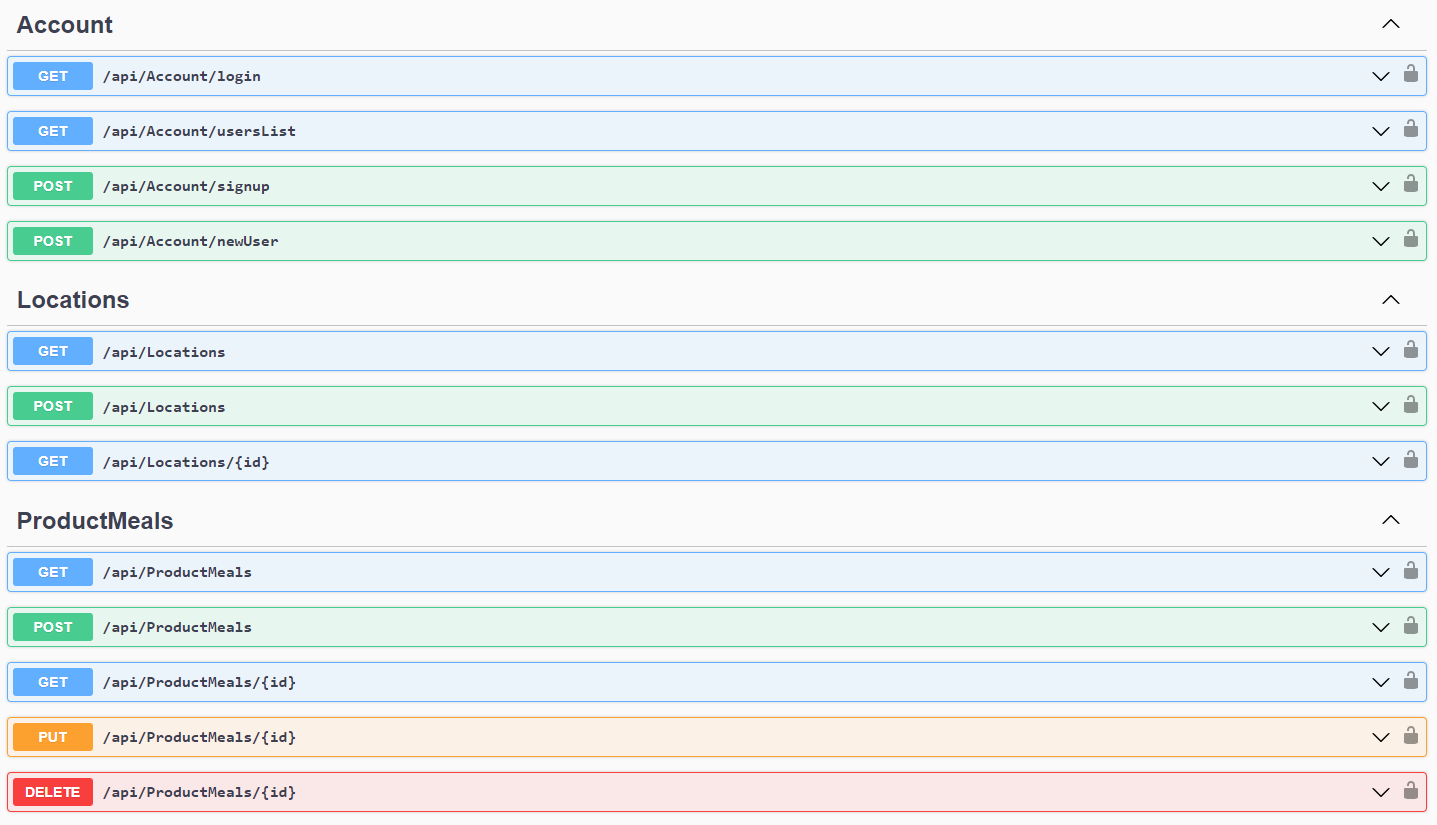 Account
GET /api/Account/login
GET /api/Account/usersList
POST /api/Account/signup
POST /api/Account/newUser
Locations
GET /api/Locations
POST /api/Locations
GET /api/Locations/{id}
ProductMeals
GET /api/ProductMeals
POST /api/ProductMeals
GET /api/ProductMeals/{id}
PUT /api/ProductMeals/{id}
DELETE /api/ProductMeals/{id}